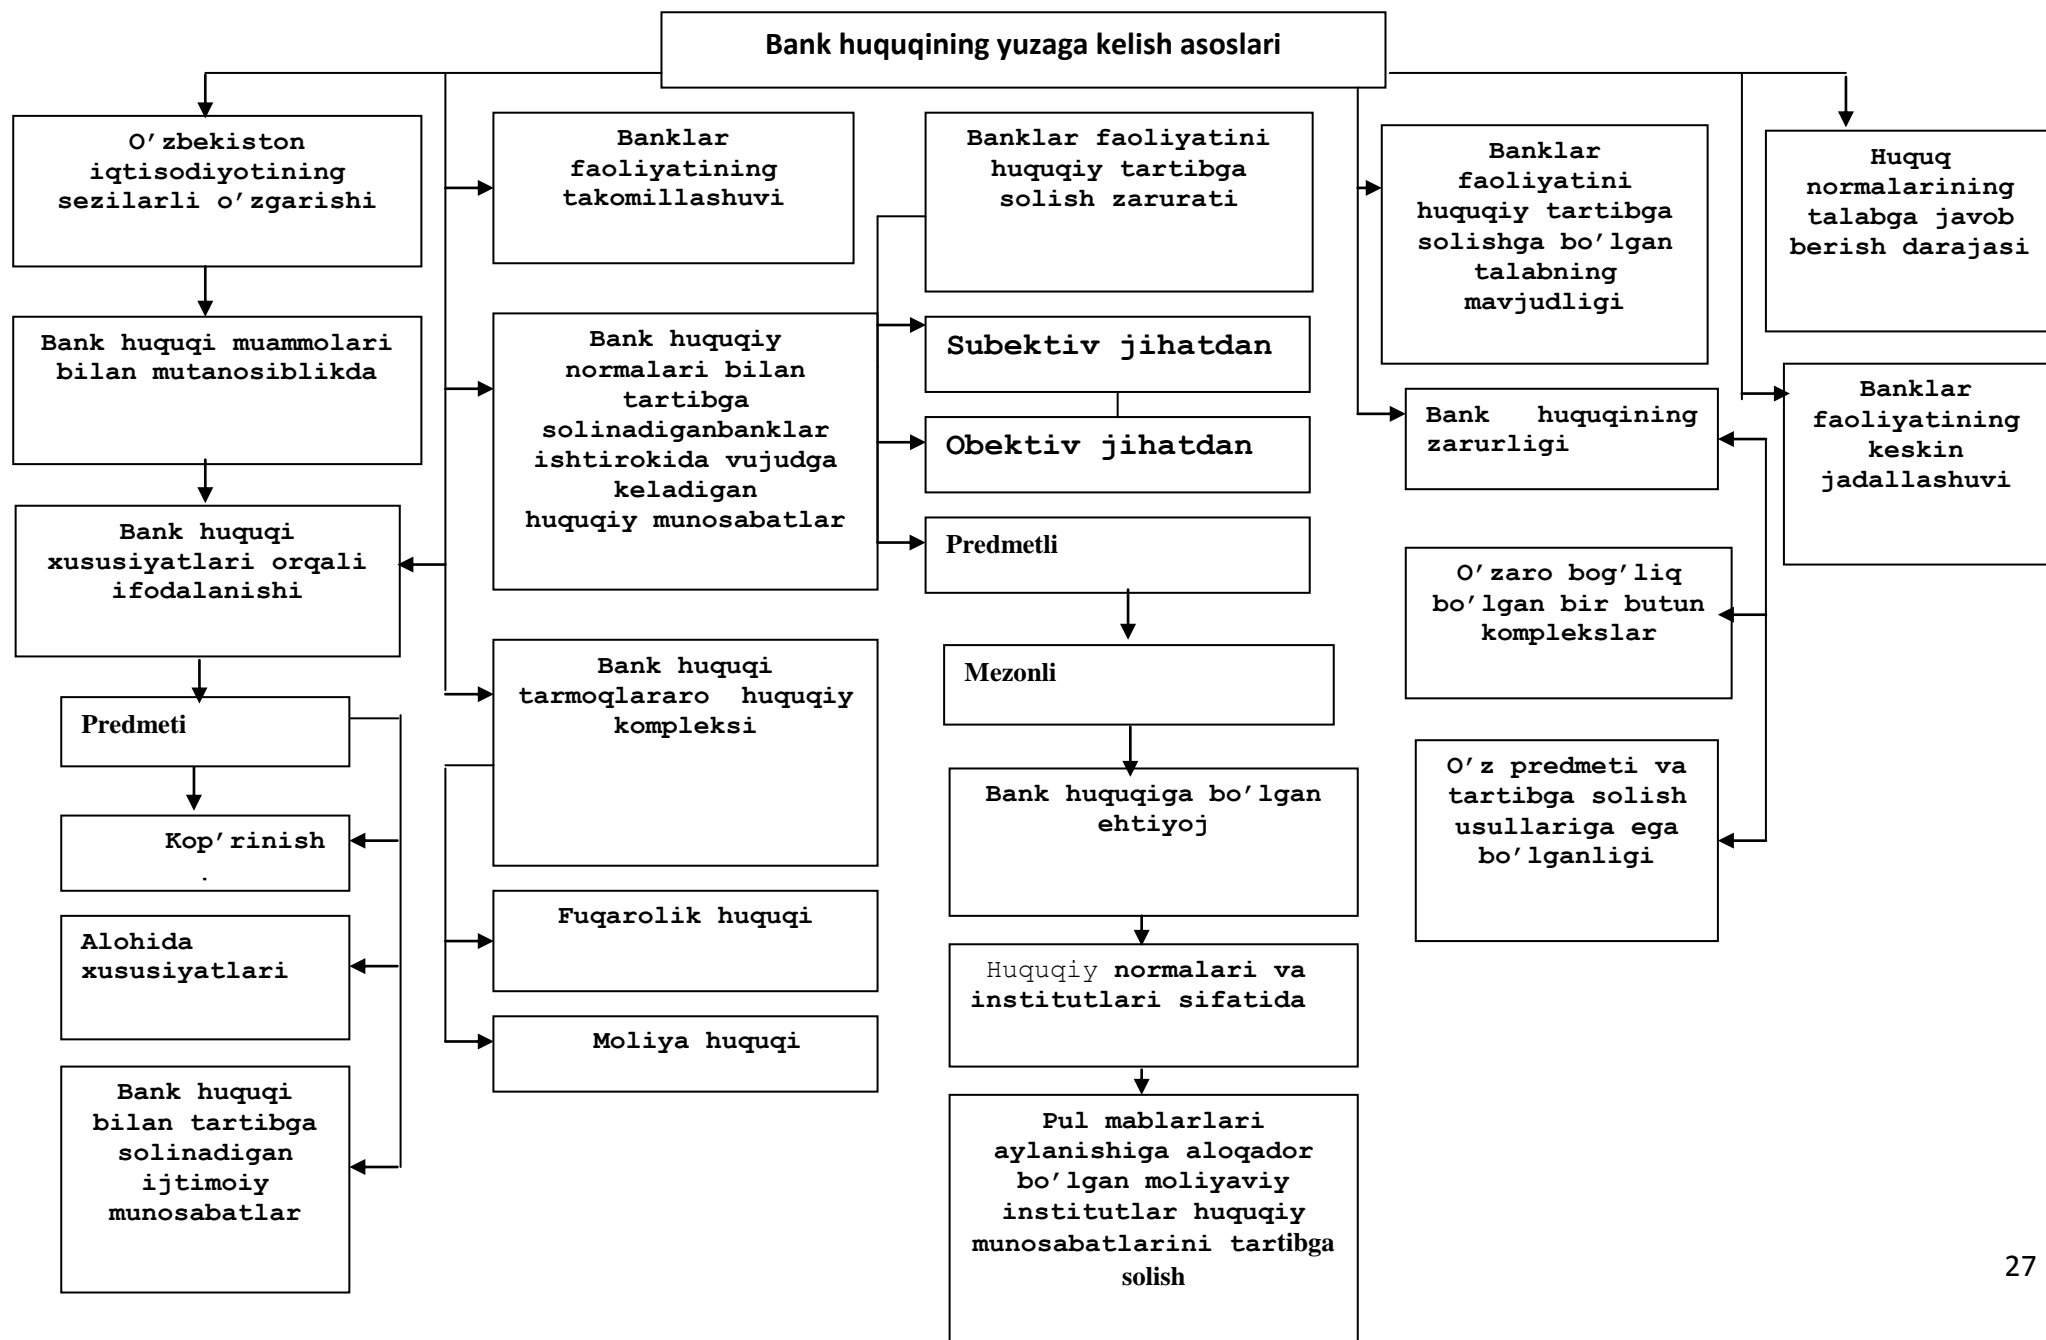 Bank huquqining yuzaga kelish asoslari
O’zbekiston
iqtisodiyotining
sezilarli o’zgarishi
Bank huquqi muammolari
bilan mutanosiblikda
Bank huquqi
xususiyatlari orqali
ifodalanishi
Predmeti
Kop’rinish
.
Alohida
xususiyatlari
Bank huquqi
bilan tartibga
solinadigan
ijtimoiy
munosabatlar
Banklar
faoliyatining
takomillashuvi
Bank huquqiy
normalari bilan
tartibga
solinadiganbanklar
ishtirokida vujudga
keladigan
huquqiy munosabatlar
Bank huquqi
tarmoqlararo huquqiy
kompleksi
Fuqarolik huquqi
Moliya huquqi
Banklar faoliyatini
huquqiy tartibga
solish zarurati
Subektiv jihatdan
Obektiv jihatdan
Predmetli
Mezonli
Bank huquqiga bo’lgan
ehtiyoj
Huquqiy normalari va
institutlari sifatida
Pul mablarlari
aylanishiga aloqador
bo’lgan moliyaviy
institutlar huquqiy
munosabatlarini tartibga
solish
Banklar
faoliyatini
huquqiy tartibga
solishga bo’lgan
talabning
mavjudligi
Bank huquqining
zarurligi
O’zaro bog’liq
bo’lgan bir butun
komplekslar
O’z predmeti va
tartibga solish
usullariga ega
bo’lganligi
Huquq
normalarining
talabga javob
berish darajasi
Banklar
faoliyatining
keskin
jadallashuvi
27